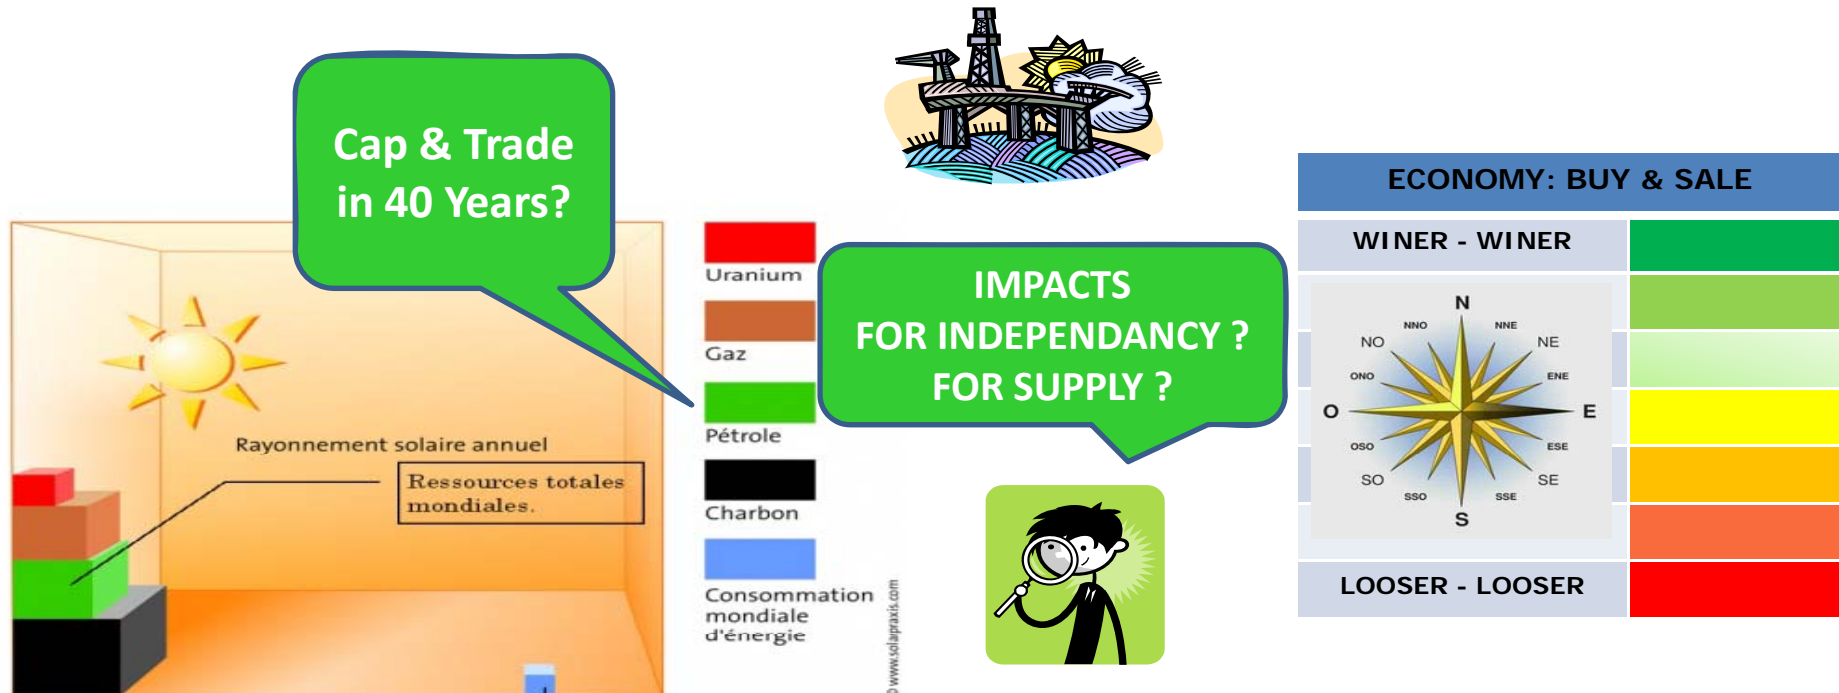 Cap & Trade
in 40 Years?
Rayonnement solaire annuel
Ressources totales
mondiales.
Uranium
Gaz
Pétrole
Charbon
Consommation
mondiale
d'énergie
© www.solarpraxis.com
IMPACTS
FOR INDEPENDANCY ?
FOR SUPPLY ?
ECONOMY: BUY & SALE
WINER - WINER
N
NNO NNE
NO NE
ONO ENE
O E
OSO ESE
SO SE
SSO SSE
S
LOOSER - LOOSER